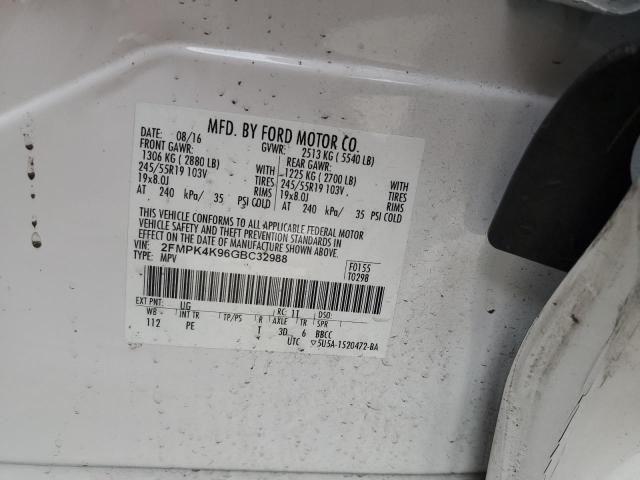 MFD. BY FORD MOTOR CO.
DATE: 08/16 GVWR: 2513 KG ( 5540 LB)
FRONT GAWR: REAR GAWR:
1306 KG ( 2880 LB) 1225 KG ( 2700 LB)
245/55R19 103V WITH TIRES 245/55R19 103V WITH TIRES
19x8.0J RIMS 19x8.0J RIMS
AT 240 kPa/ 35 PSI COLD AT 240 kPa/ 35 PSI COLD
THIS VEHICLE CONFORMS TO ALL APPLICABLE FEDERAL MOTOR
VEHICLE SAFETY AND THEFT PREVENTION STANDARDS IN
EFFECT ON THE DATE OF MANUFACTURE SHOWN ABOVE.
VIN: 2FMPK4K96GBC32988
TYPE: MPV
F0155
T0298
EXT PNT: UG RC: 11 DSO:
WB INT TR TP/PS R AXLE TR SPR
112 PE T 3D 6 BBCC
UTC 5U5A-1520472-BA